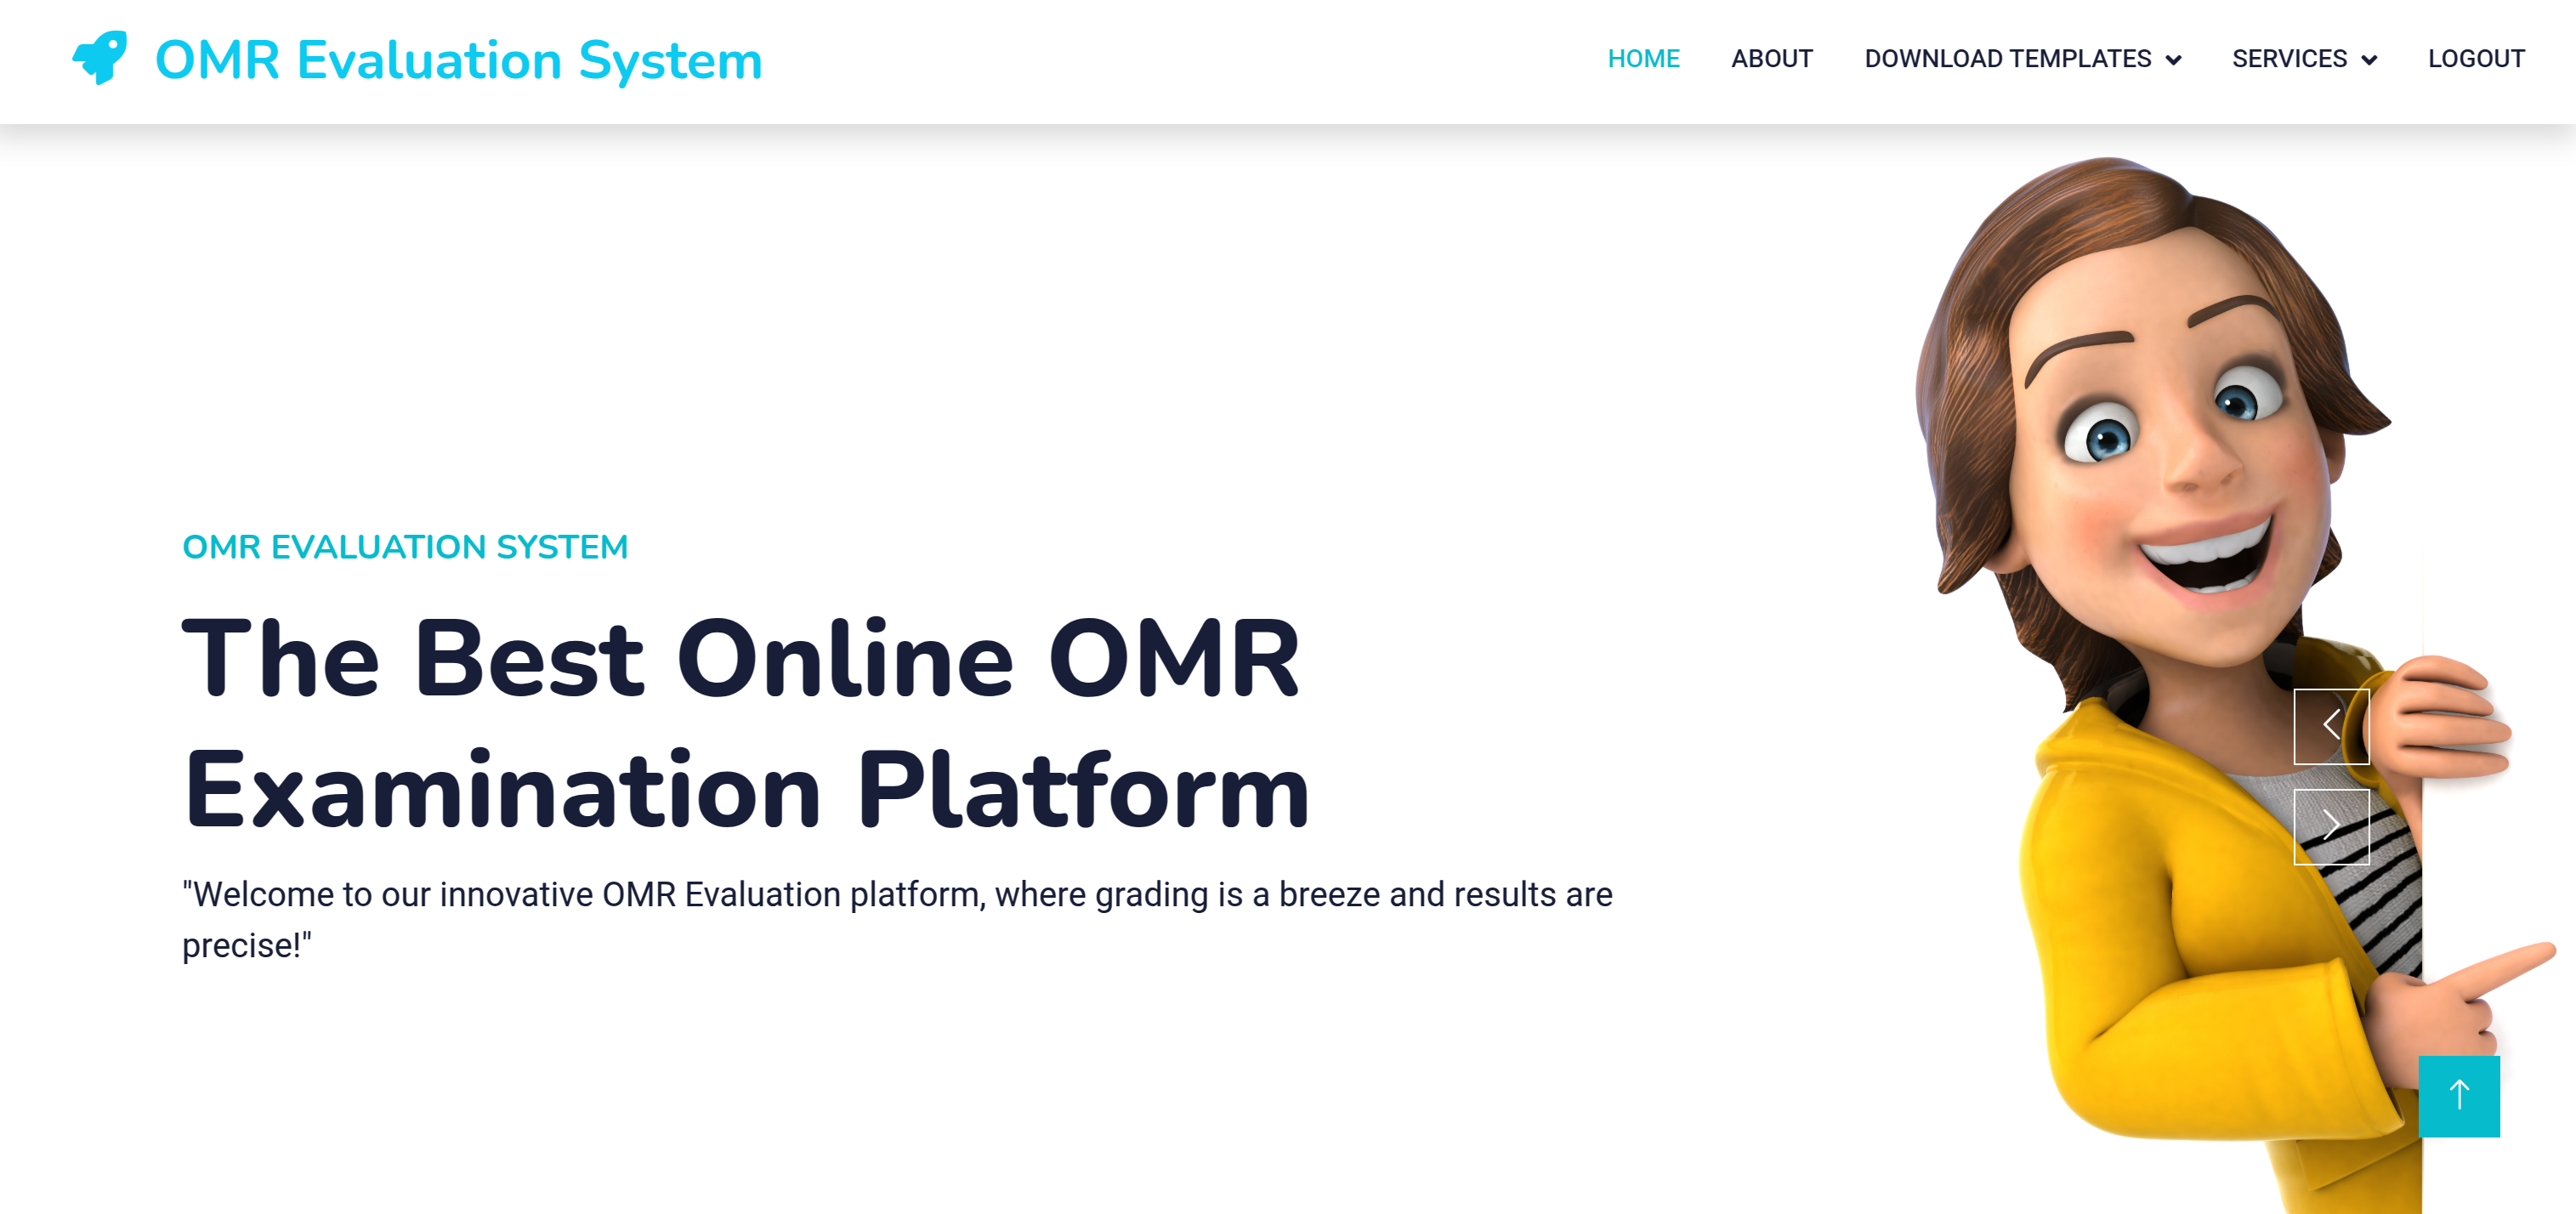 OMR Evaluation System
HOME ABOUT DOWNLOAD TEMPLATES SERVICES LOGOUT
OMR EVALUATION SYSTEM
The Best Online OMR
Examination Platform
"Welcome to our innovative OMR Evaluation platform, where grading is a breeze and results are
precise!"